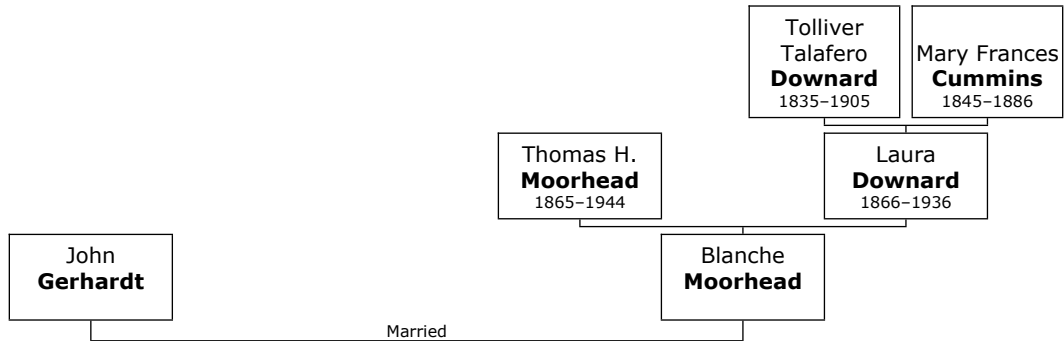 Tolliver
Talafero
Downard
1835–1905
Mary Frances
Cummins
1845–1886
Thomas H.
Moorhead
1865–1944
Laura
Downard
1866–1936
John
Gerhardt
Blanche
Moorhead
Married